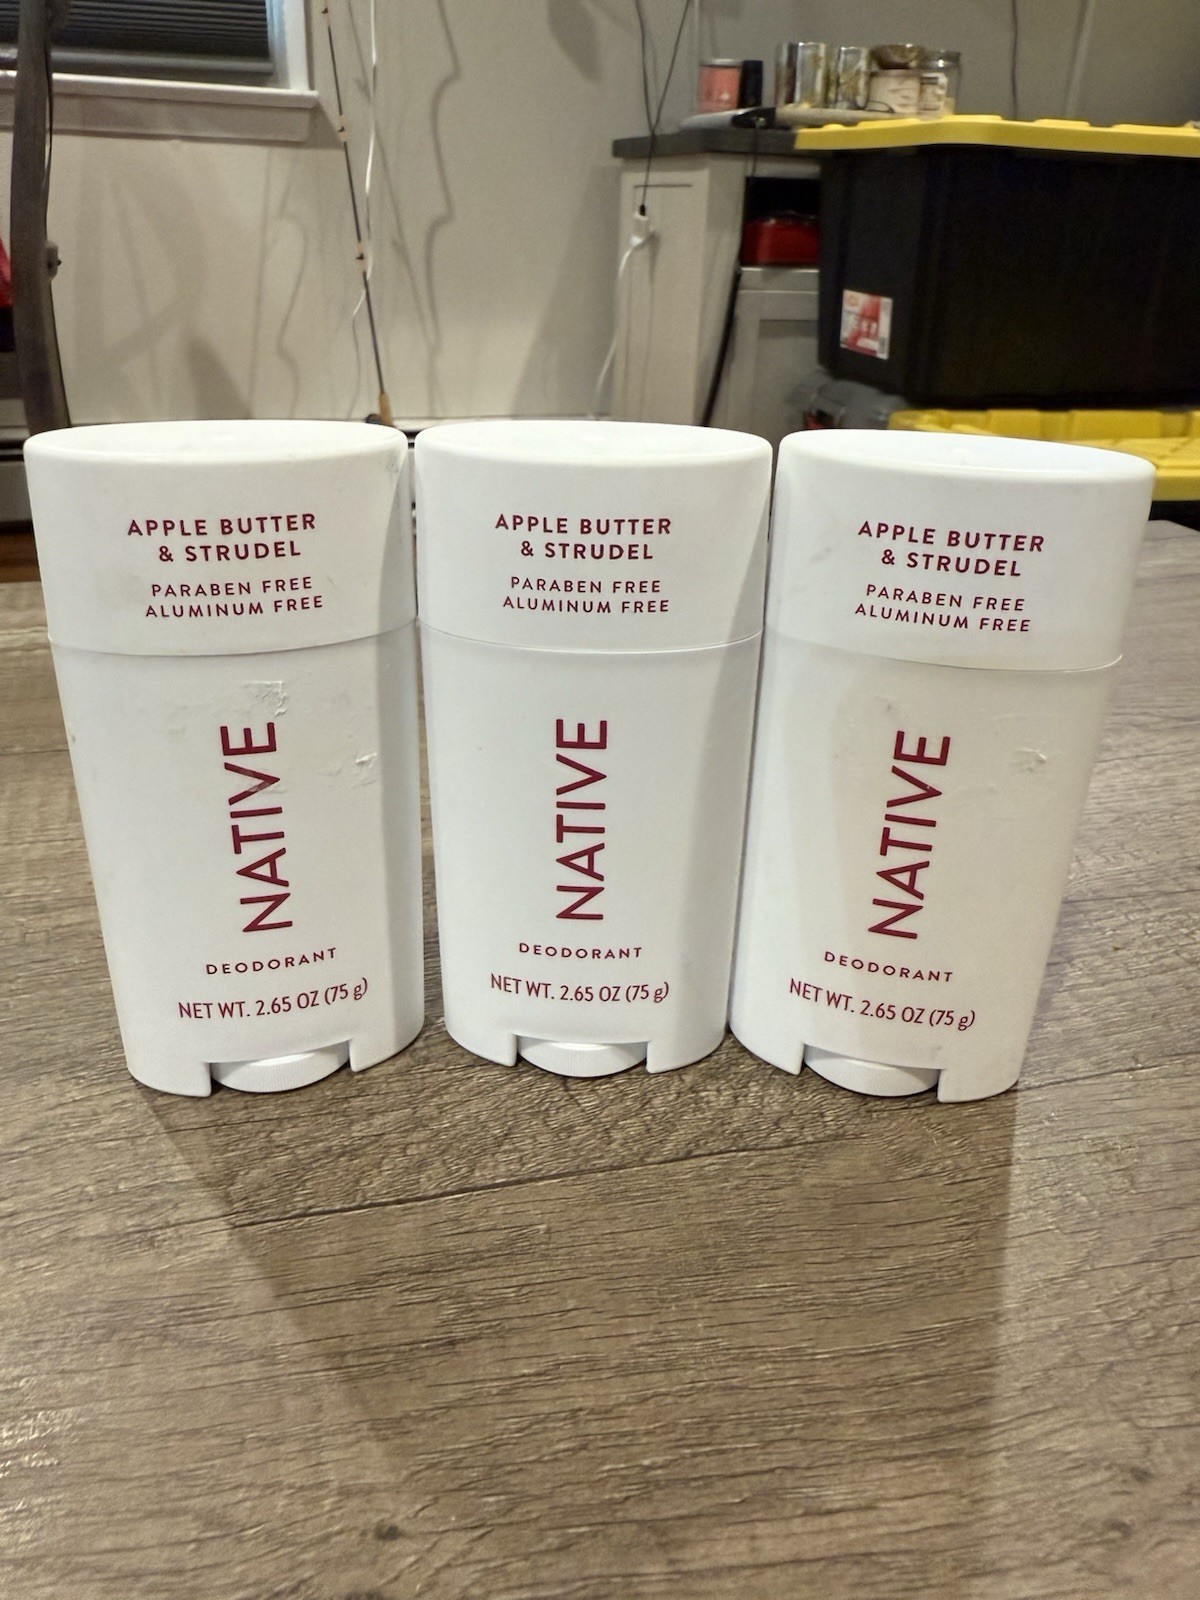 APPLE BUTTER
& STRUDEL
PARABEN FREE
ALUMINUM FREE
NATIVE
DEODORANT
NET WT. 2.65 OZ (75 g)
APPLE BUTTER
& STRUDEL
PARABEN FREE
ALUMINUM FREE
NATIVE
DEODORANT
NET WT. 2.65 OZ (75 g)
APPLE BUTTER
& STRUDEL
PARABEN FREE
ALUMINUM FREE
NATIVE
DEODORANT
NET WT. 2.65 OZ (75 g)